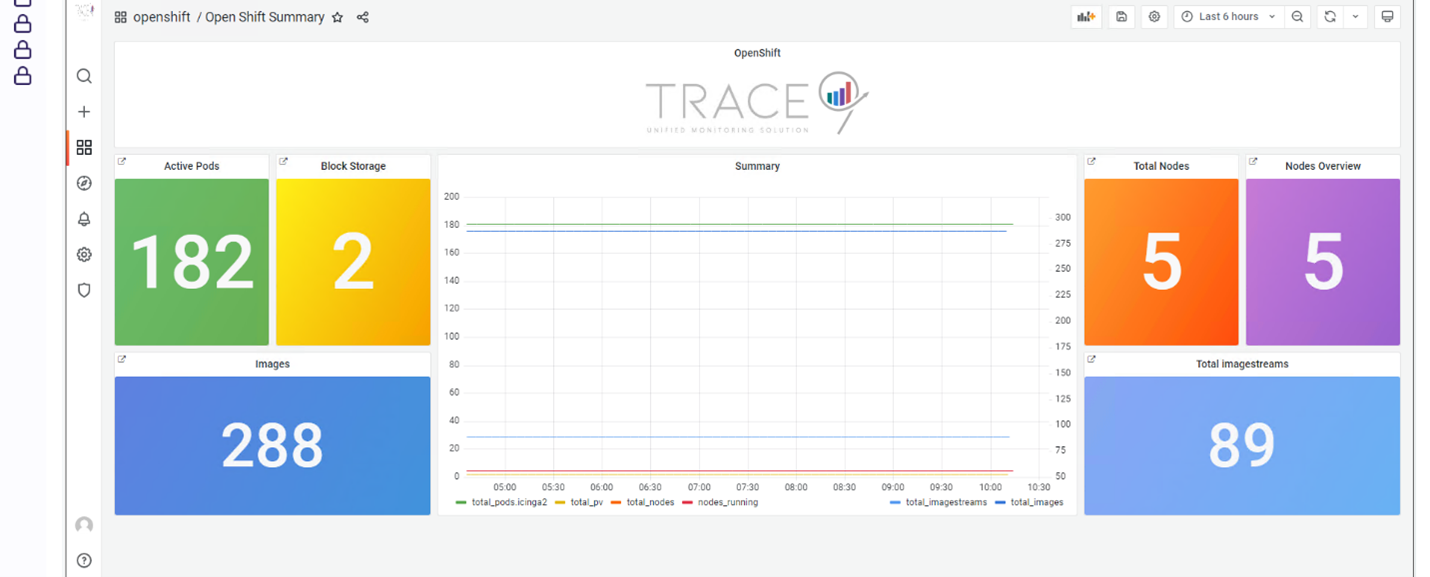 openshift / Open Shift Summary
Last 6 hours
OpenShift
TRACE 9
UNIFIED MONITORING SOLUTION
Active Pods
182
Block Storage
2
Images
288
Summary
200
180
160
140
120
100
80
60
40
20
0
300
275
250
225
200
175
150
125
100
75
50
05:00 05:30 06:00 06:30 07:00 07:30 08:00 08:30 09:00 09:30 10:00 10:30
total_pods.icinga2 total_pv total_nodes nodes_running total_imagestreams total_images
Total Nodes
5
Nodes Overview
5
Total imagestreams
89